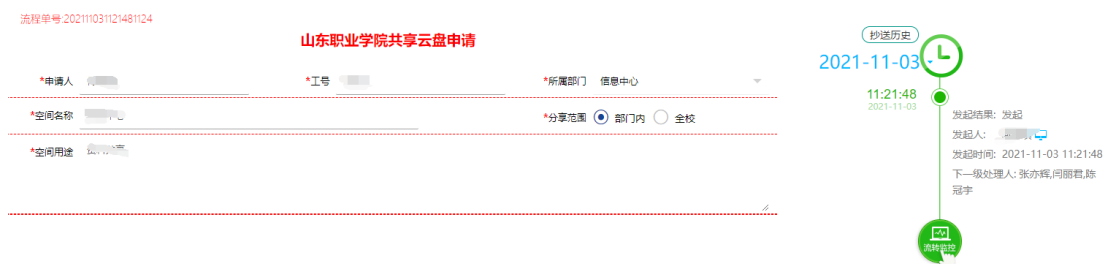 流程单号:202111031121481124
山东职业学院共享云盘申请
*申请人
*工号
*所属部门 信息中心
*空间名称
*分享范围 部门内 全校
*空间用途
抄送历史
2021-11-03
11:21:48
2021-11-03
发起结果: 发起
发起人:
发起时间: 2021-11-03 11:21:48
下一级处理人: 张亦辉,闫丽君,陈
冠宇
流转监控